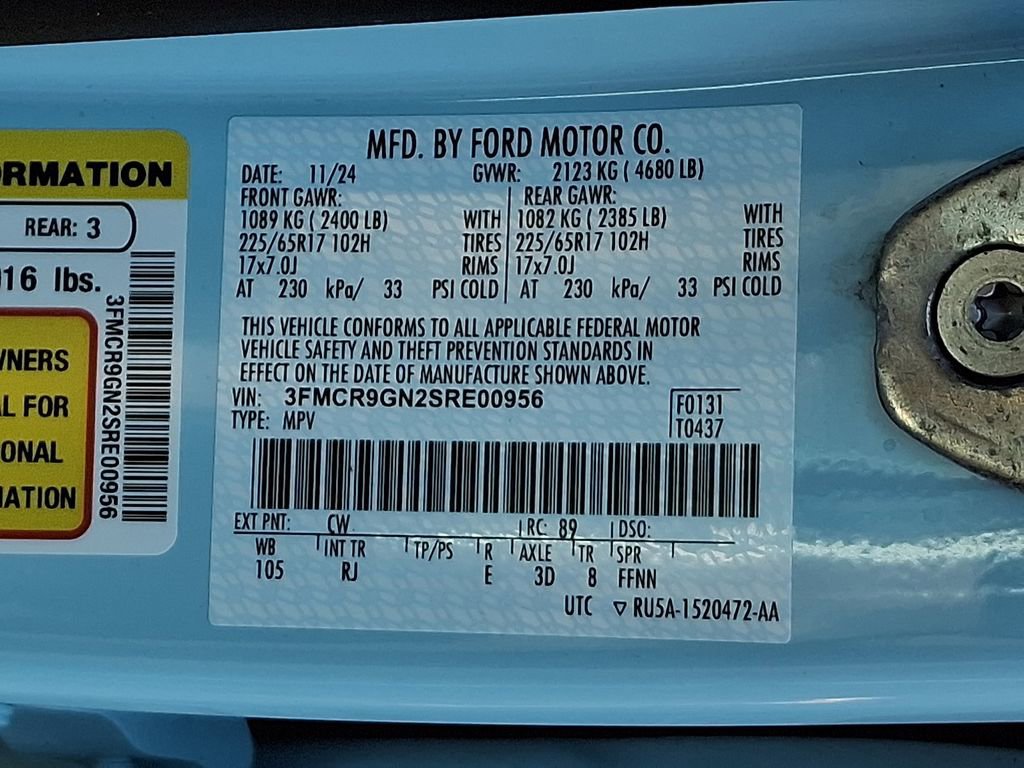 RMATION
REAR: 3
16 lbs.
WNERS
L FOR
ONAL
MATION
3FMCR9GN2SRE00956
MFD. BY FORD MOTOR CO.
DATE: 11/24 GVWR: 2123 KG ( 4680 LB)
FRONT GAWR: REAR GAWR:
1089 KG ( 2400 LB) WITH 1082 KG ( 2385 LB) WITH
225/65R17 102H TIRES 225/65R17 102H TIRES
17x7.0J RIMS 17x7.0J RIMS
AT 230 kPa/ 33 PSI COLD AT 230 kPa/ 33 PSI COLD
THIS VEHICLE CONFORMS TO ALL APPLICABLE FEDERAL MOTOR
VEHICLE SAFETY AND THEFT PREVENTION STANDARDS IN
EFFECT ON THE DATE OF MANUFACTURE SHOWN ABOVE.
VIN: 3FMCR9GN2SRE00956 F0131
TYPE: MPV T0437
EXT PNT: CW RC: 89 DSO:
WB INT TR TP/PS R AXLE TR SPR
105 RJ E 3D 8 FFNN
UTC ▽ RU5A-1520472-AA